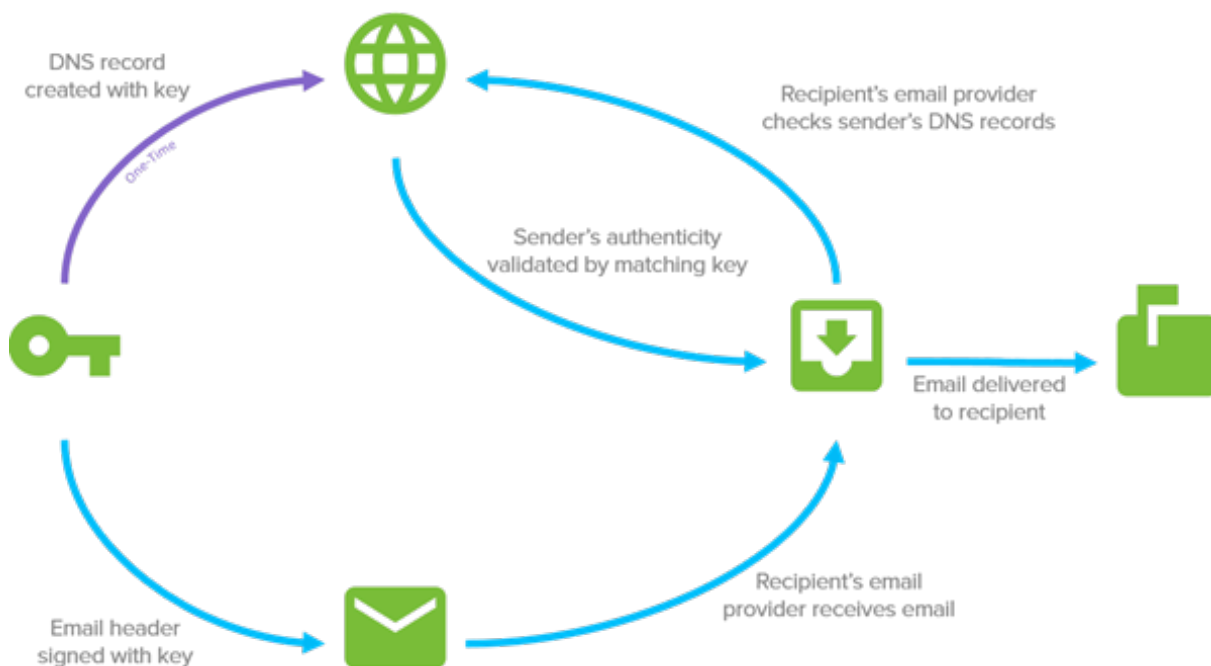 DNS record
created with key
One-Time
Recipient's email provider
checks sender's DNS records
Sender's authenticity
validated by matching key
Email delivered
to recipient
Recipient's email
provider receives email
Email header
signed with key